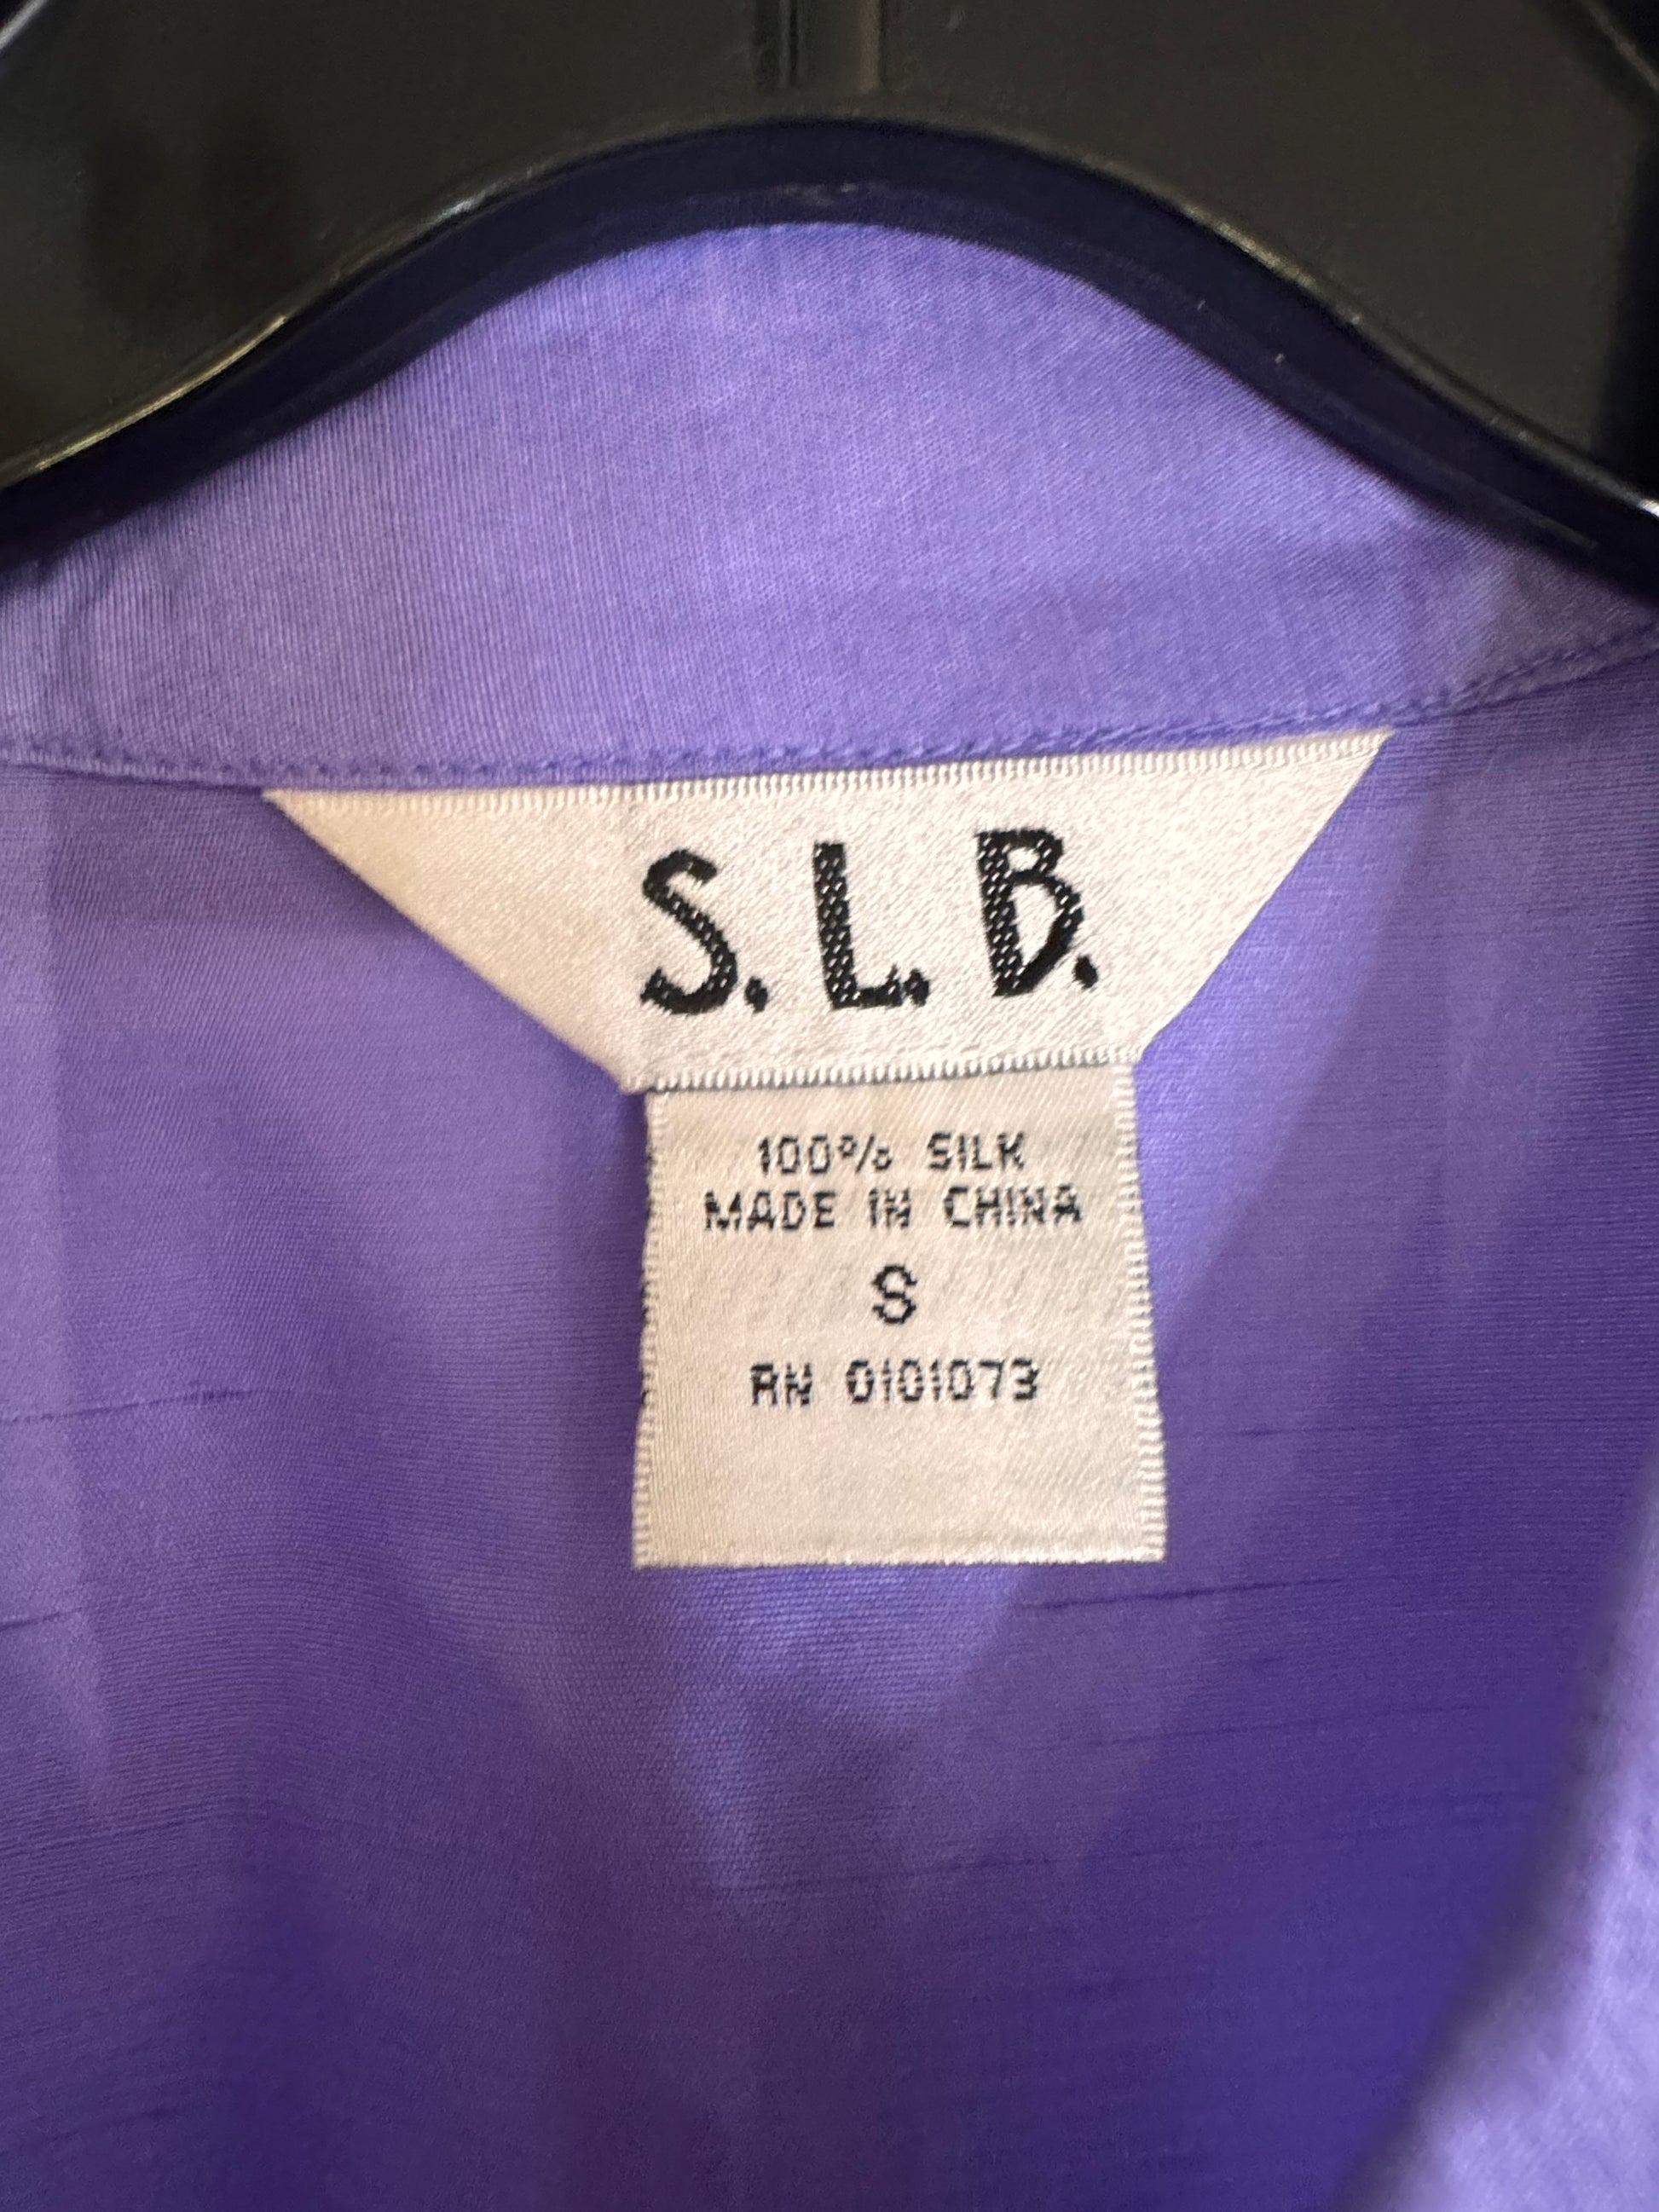 S.L.B.
100% SILK
MADE IN CHINA
S
RN 0101073